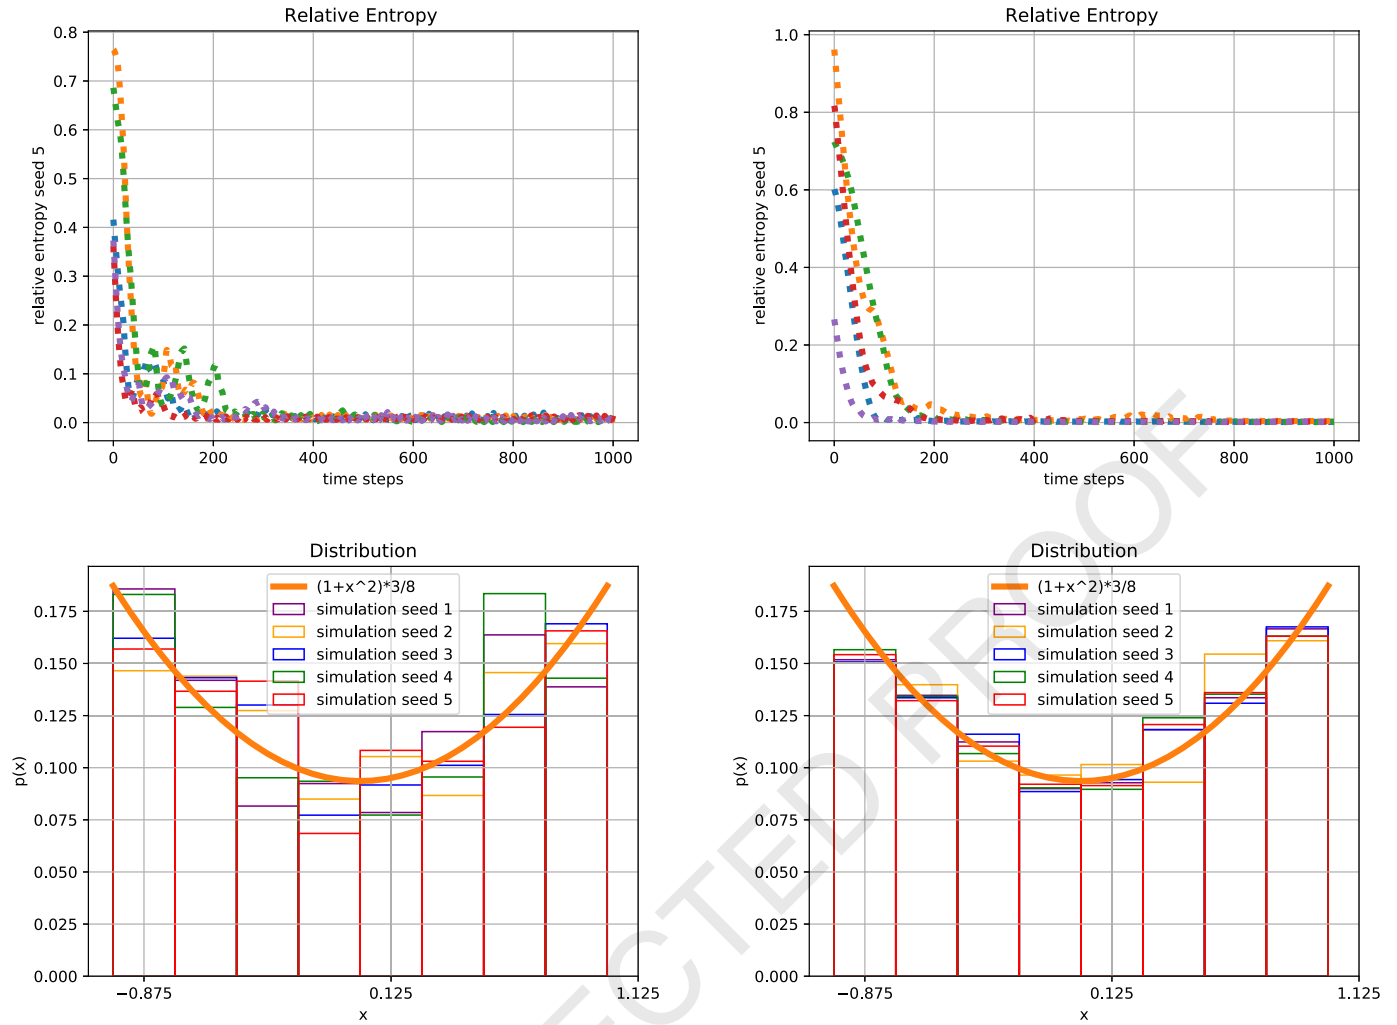 Relative Entropy
0.8
0.7
0.6
0.5
0.4
0.3
0.2
0.1
0.0
relative entropy seed 5
0 200 400 600 800 1000
time steps
Relative Entropy
1.0
0.8
0.6
0.4
0.2
0.0
relative entropy seed 5
0 200 400 600 800 1000
time steps
Distribution
(1+x^2)*3/8
simulation seed 1
simulation seed 2
simulation seed 3
simulation seed 4
simulation seed 5
0.175
0.150
0.125
0.100
0.075
0.050
0.025
0.000
p(x)
−0.875 0.125 1.125
x
Distribution
(1+x^2)*3/8
simulation seed 1
simulation seed 2
simulation seed 3
simulation seed 4
simulation seed 5
0.175
0.150
0.125
0.100
0.075
0.050
0.025
0.000
p(x)
−0.875 0.125 1.125
x
ECTED PROOF